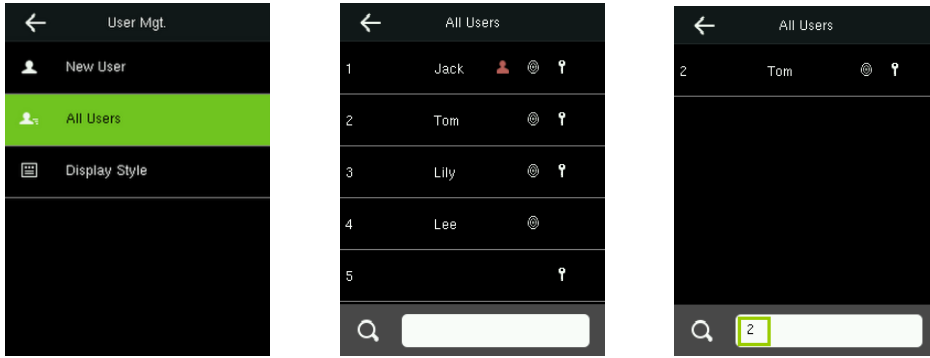 User Mgt.
New User
All Users
Display Style
All Users
1 Jack
2 Tom
3 Lily
4 Lee
5
All Users
2 Tom
2